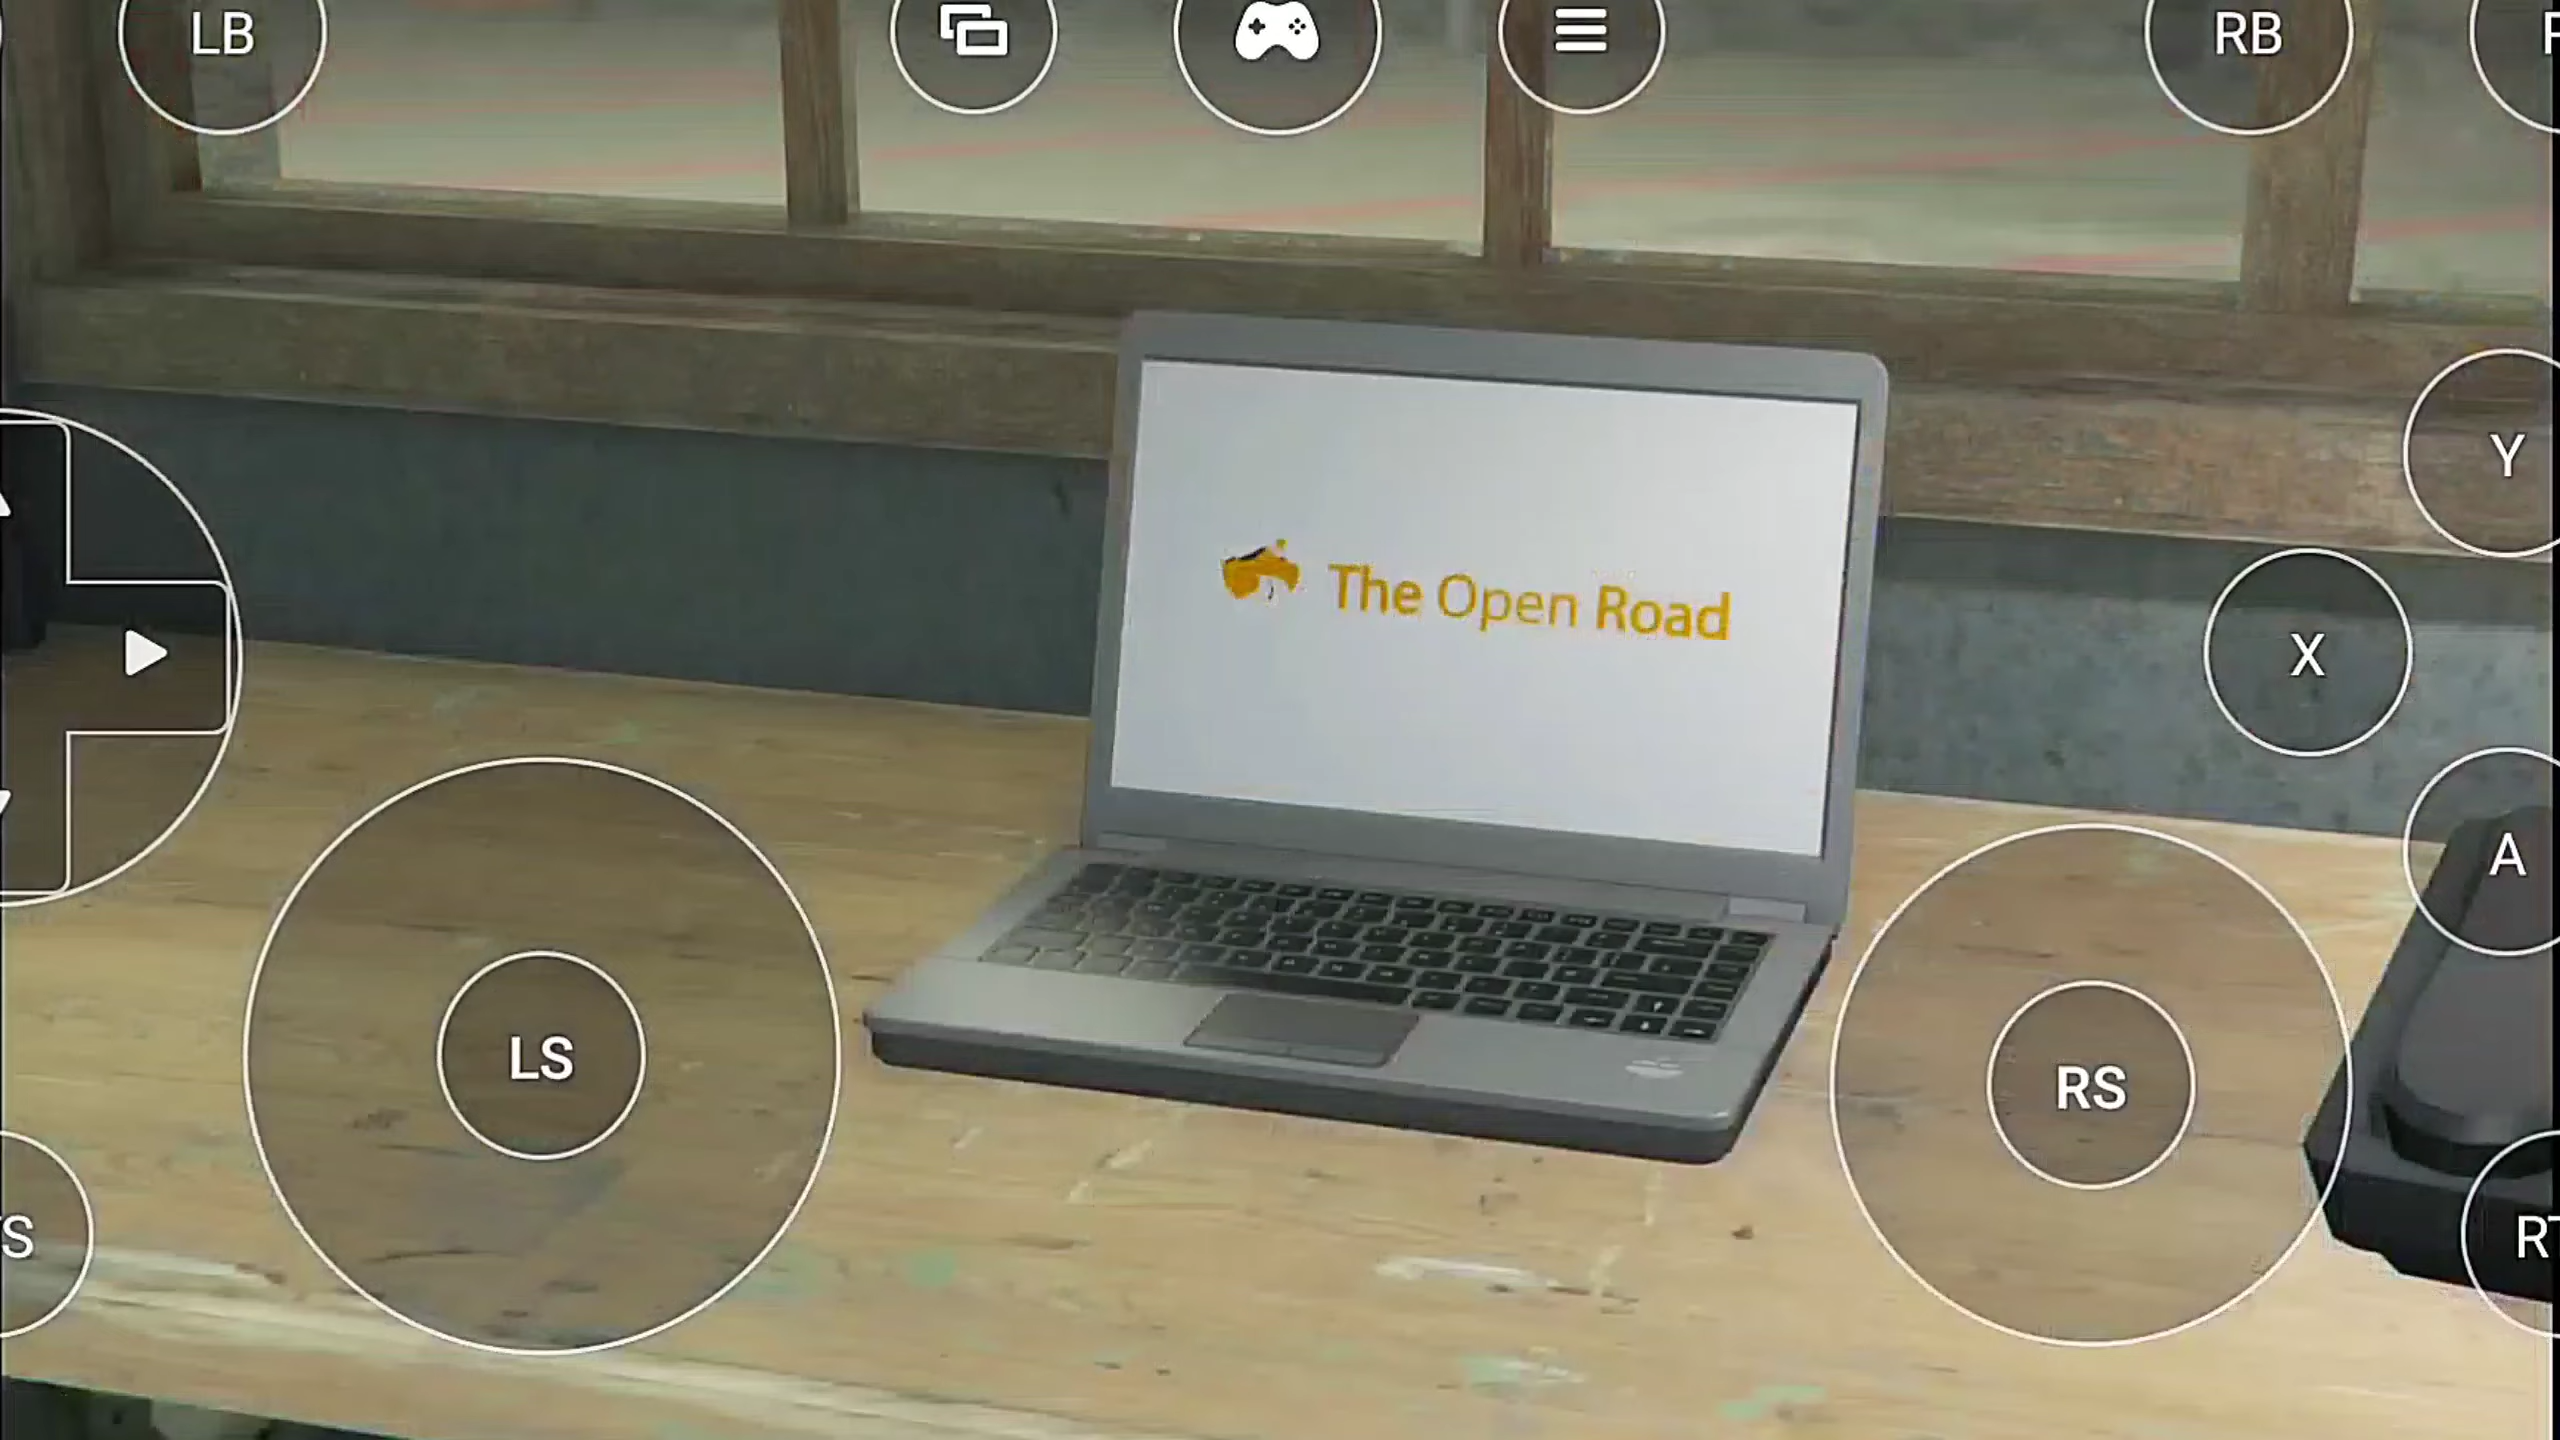 LB
RB
Y
The Open Road
X
A
LS
RS